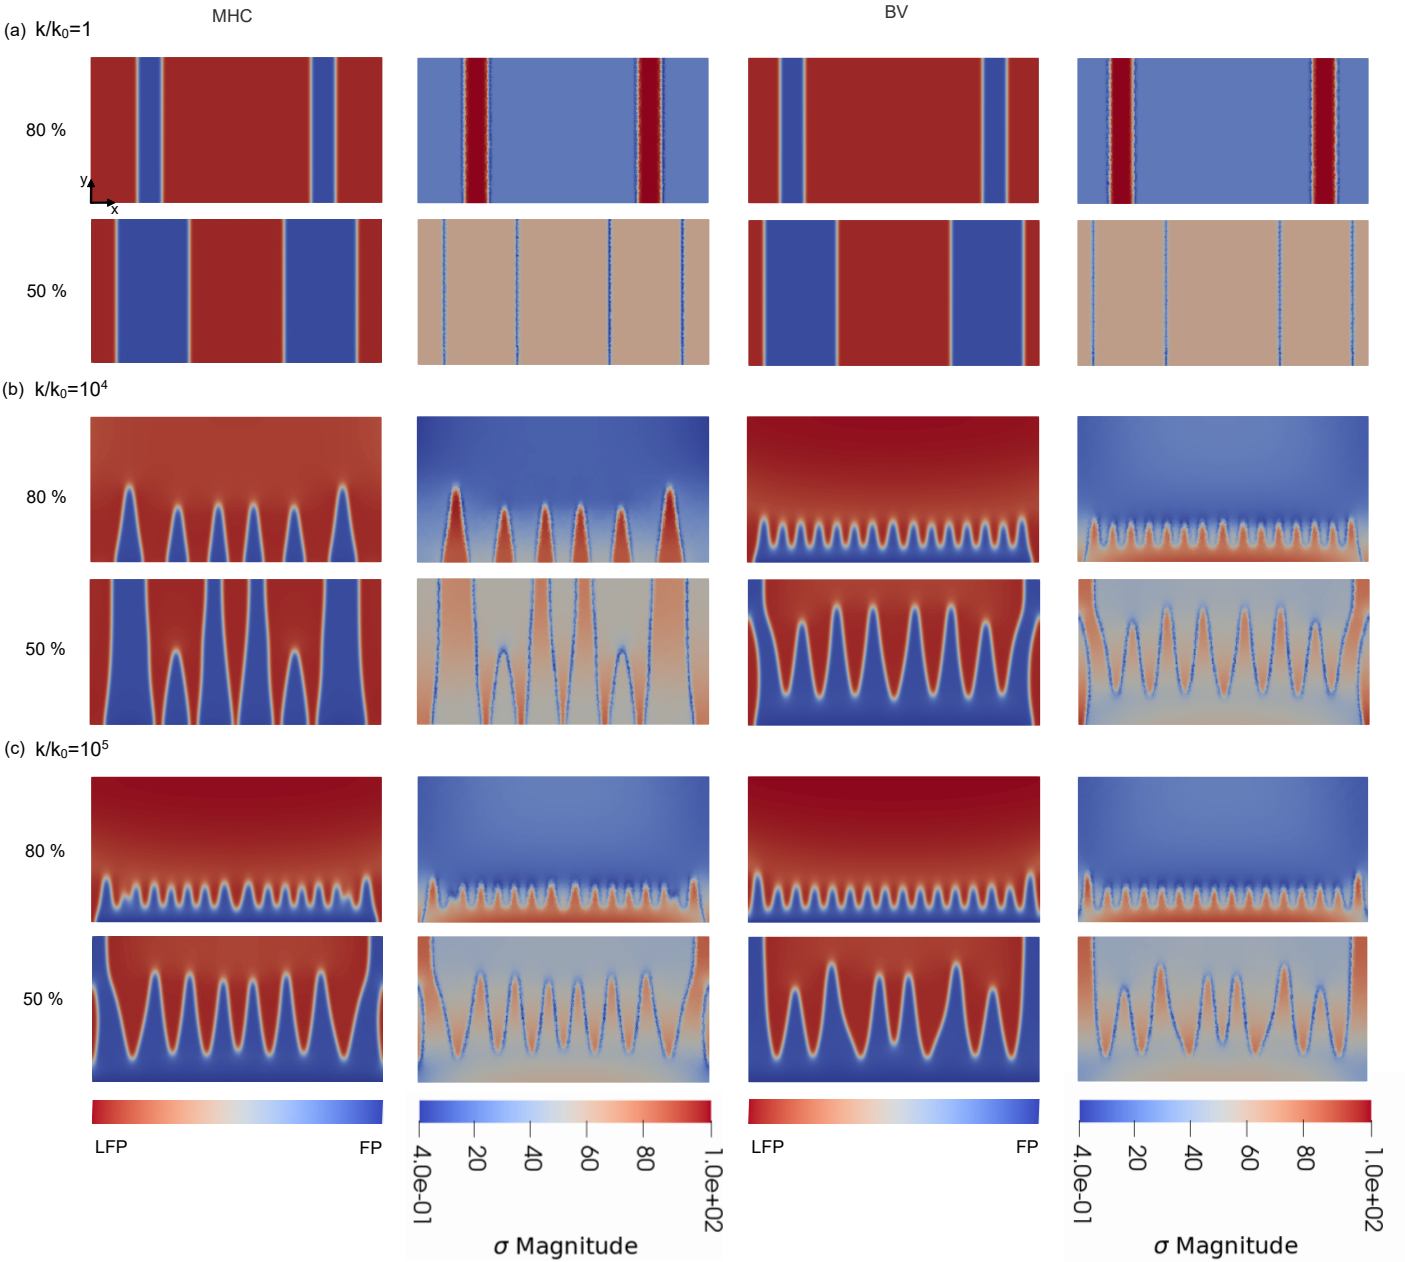 MHC
BV
(a) k/k₀=1
80 %
y
x
50 %
(b) k/k₀=10⁴
80 %
50 %
(c) k/k₀=10⁵
80 %
50 %
LFP FP
4.0e-01 20 40 60 80 1.0e+02
σ Magnitude
LFP FP
4.0e-01 20 40 60 80 1.0e+02
σ Magnitude